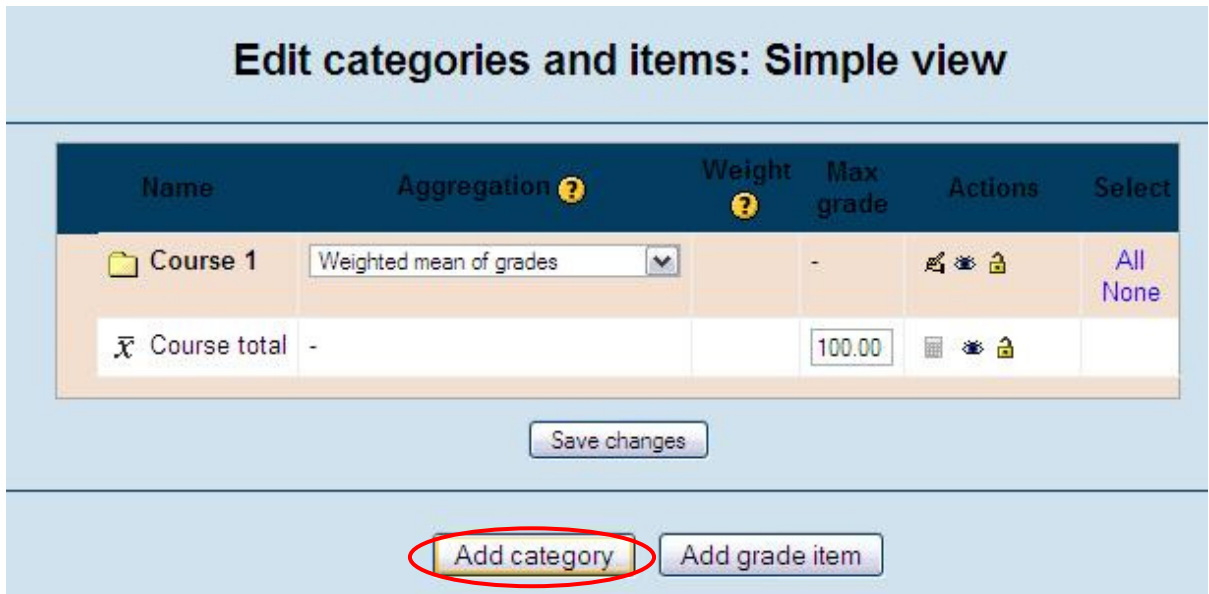 Edit categories and items: Simple view
Name Aggregation ? Weight ? Max grade Actions Select
Course 1 Weighted mean of grades - All
None
x̄ Course total - 100.00
Save changes
Add category Add grade item